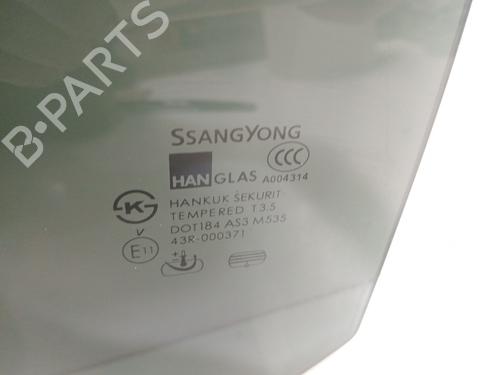 SSANGYONG
HANGLAS
CCC
A004314
HANKUK SEKURIT
TEMPERED T3.5
DOT184 AS3 M535
43R-000371
V
E11
B-PARTS